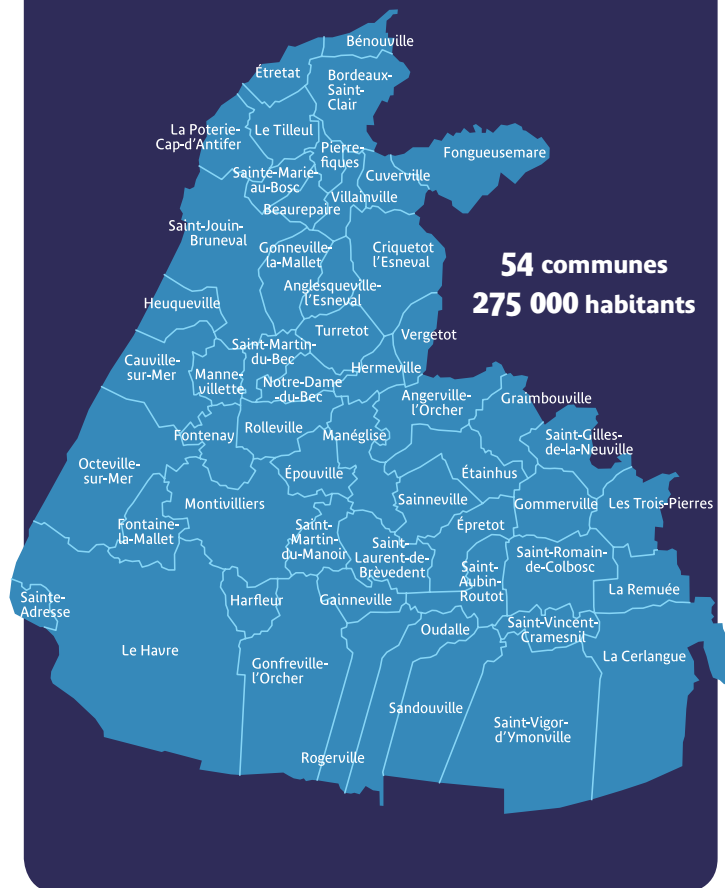 Bénouville
Étretat
Bordeaux-
Saint-
Clair
La Poterie-
Cap-d'Antifer
Le Tilleul
Pierre-
fiques
Fongueusemare
Sainte-Marie-
au-Bosc
Cuverville
Villainville
Beaurepaire
Saint-Jouin-
Bruneval
Gonneville-
la-Mallet
Criquetot
l'Esneval
54 communes
275 000 habitants
Anglesqueville-
l'Esneval
Heuqueville
Turretot
Vergetot
Saint-Martin-
du-Bec
Cauville-
sur-Mer
Manne-
villette
Hermeville
Notre-Dame
-du-Bec
Angerville-
l'Orcher
Graimbouville
Fontenay
Rolleville
Manéglise
Saint-Gilles-
de-la-Neuville
Octeville-
sur-Mer
Épouville
Étainhus
Montivilliers
Sainneville
Gommerville
Les Trois-Pierres
Fontaine-
la-Mallet
Saint-
Martin-
du-Manoir
Épretot
Saint-
Laurent-de-
Brèvedent
Saint-Romain-
de-Colbosc
Saint-
Aubin-
Routot
La Remuée
Sainte-
Adresse
Harfleur
Gainneville
Oudalle
Saint-Vincent-
Cramesnil
Le Havre
Gonfreville-
l'Orcher
La Cerlangue
Sandouville
Saint-Vigor-
d'Ymonville
Rogerville